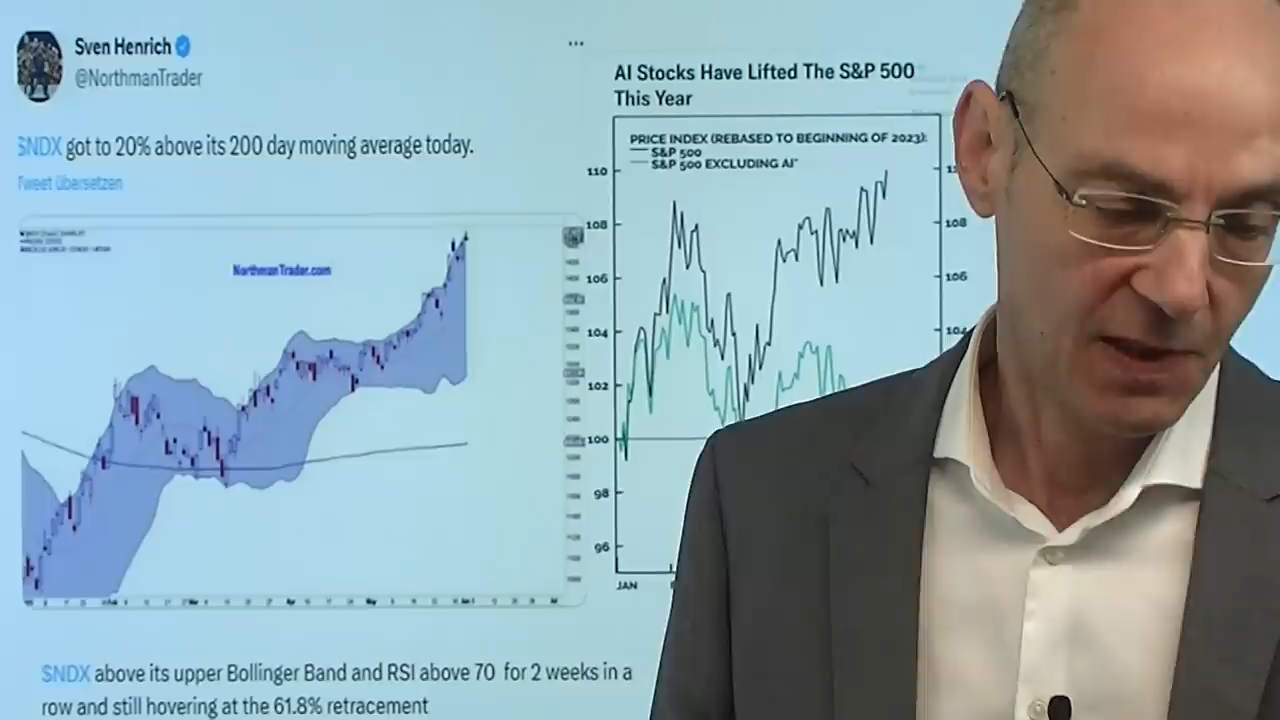 Sven Henrich
@NorthmanTrader
$NDX got to 20% above its 200 day moving average today.
Tweet übersetzen
NorthmanTrader.com
$NDX above its upper Bollinger Band and RSI above 70 for 2 weeks in a
row and still hovering at the 61.8% retracement
AI Stocks Have Lifted The S&P 500
This Year
PRICE INDEX (REBASED TO BEGINNING OF 2023):
S&P 500
S&P 500 EXCLUDING AI*
110
108
106
104
102
100
98
96
108
106
104
JAN